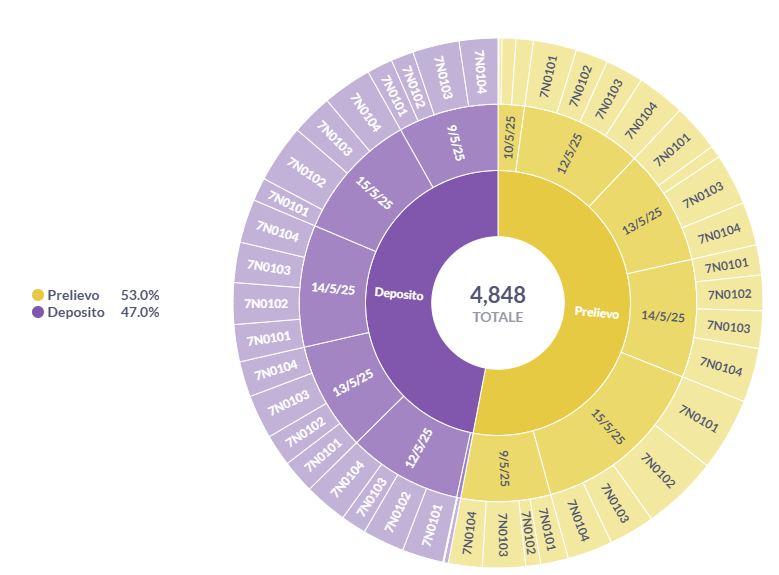 Prelievo 53.0%
Deposito 47.0%
4,848
TOTALE
Prelievo
10/5/25
12/5/25
7N0101
7N0102
7N0103
7N0104
13/5/25
7N0101
7N0103
7N0104
14/5/25
7N0101
7N0102
7N0103
7N0104
15/5/25
7N0101
7N0102
7N0103
7N0104
9/5/25
7N0101
7N0102
7N0103
7N0104
Deposito
12/5/25
7N0101
7N0102
7N0103
7N0104
13/5/25
7N0101
7N0102
7N0103
7N0104
14/5/25
7N0101
7N0102
7N0103
7N0104
15/5/25
7N0101
7N0102
7N0103
7N0104
9/5/25
7N0101
7N0102
7N0103
7N0104